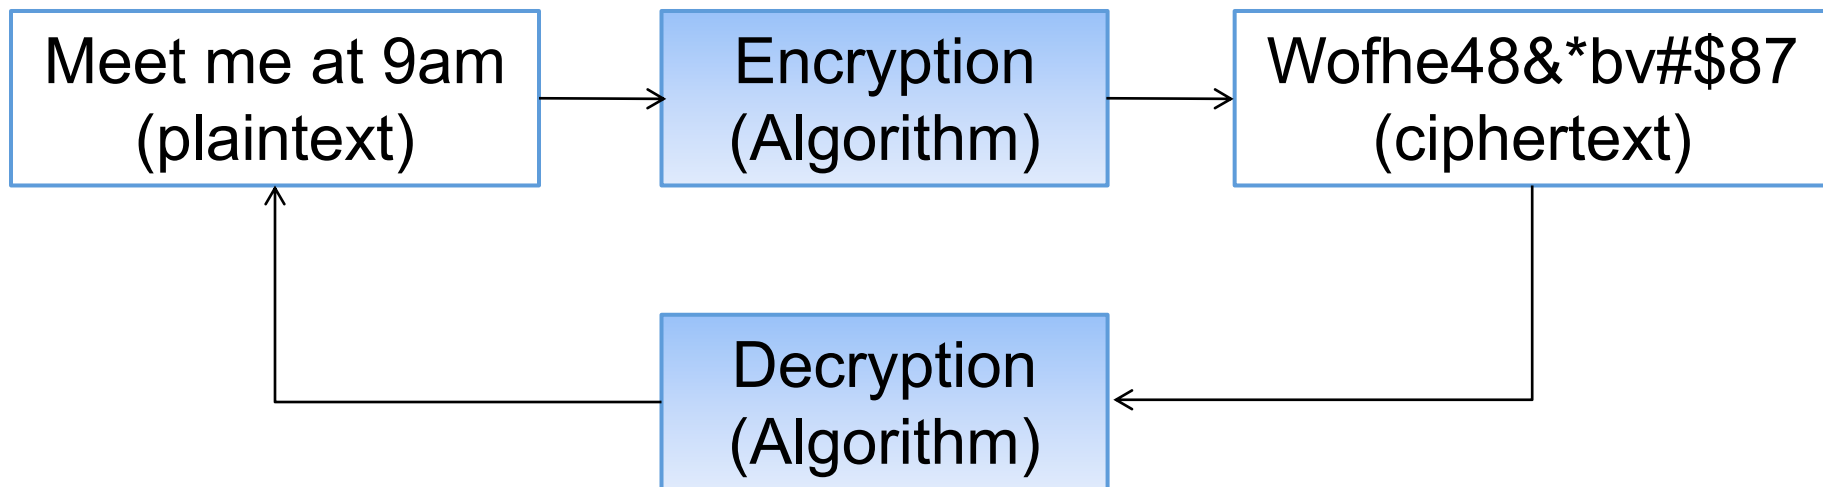 Meet me at 9am
(plaintext)
Encryption
(Algorithm)
Wofhe48&*bv#$87
(ciphertext)
Decryption
(Algorithm)